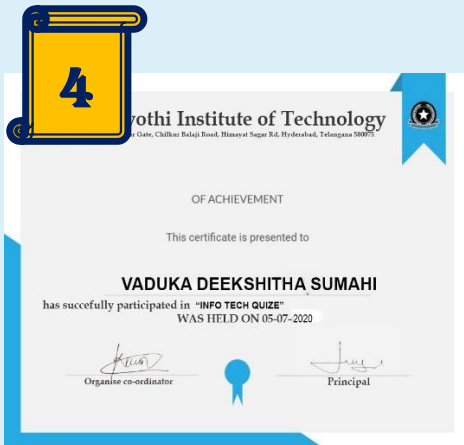 4
yothi Institute of Technology
Gate, Chilkur Balaji Road, Himayat Sagar Rd, Hyderabad, Telangana 500075
OF ACHIEVEMENT
This certificate is presented to
VADUKA DEEKSHITHA SUMAHI
has succefully participated in "INFO TECH QUIZE"
WAS HELD ON 05-07-2020
Organise co-ordinator
Principal